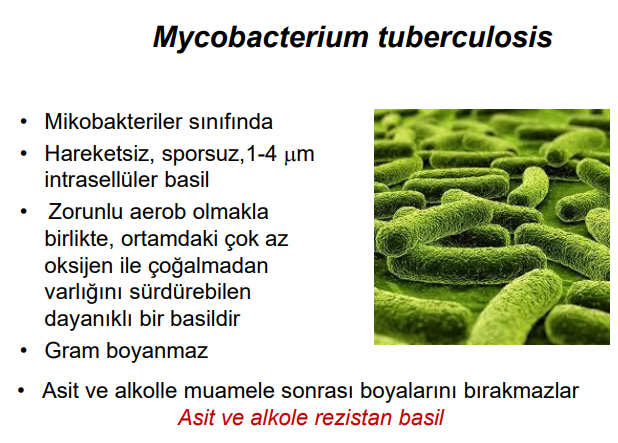 Mycobacterium tuberculosis
• Mikobakteriler sınıfında
• Hareketsiz, sporsuz,1-4 μm
intrasellüler basil
• Zorunlu aerob olmakla
birlikte, ortamdaki çok az
oksijen ile çoğalmadan
varlığını sürdürebilen
dayanıklı bir basildir
• Gram boyanmaz
• Asit ve alkolle muamele sonrası boyalarını bırakmazlar
Asit ve alkole rezistan basil